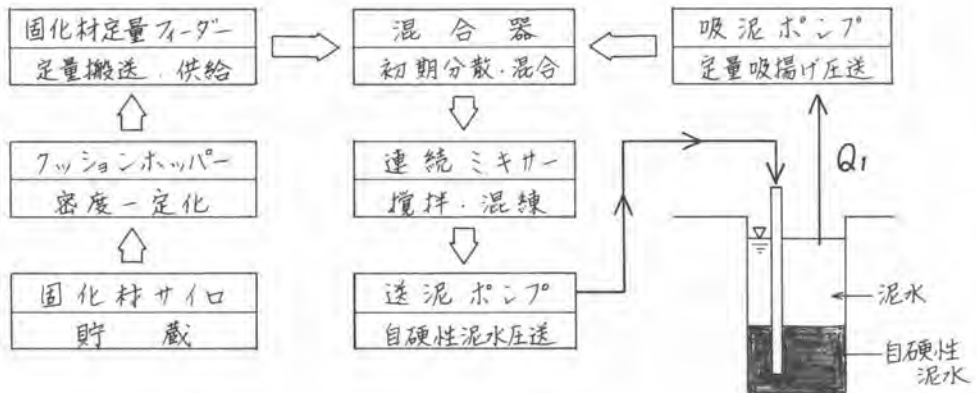 固化材定量フィーダー
定量搬送.供給
混合器
初期分散.混合
吸泥ポンプ
定量吸揚げ圧送
クッションホッパー
密度一定化
連続ミキサー
攪拌・混練
Q1
固化材サイロ
貯蔵
送泥ポンプ
自硬性泥水圧送
泥水
自硬性
泥水